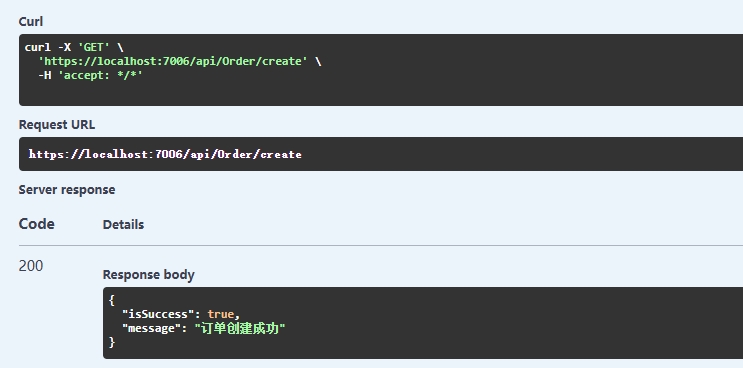 Curl
curl -X 'GET' \
  'https://localhost:7006/api/Order/create' \
  -H 'accept: */*'
Request URL
https://localhost:7006/api/Order/create
Server response
Code Details
200
Response body
{
  "isSuccess": true,
  "message": "订单创建成功"
}